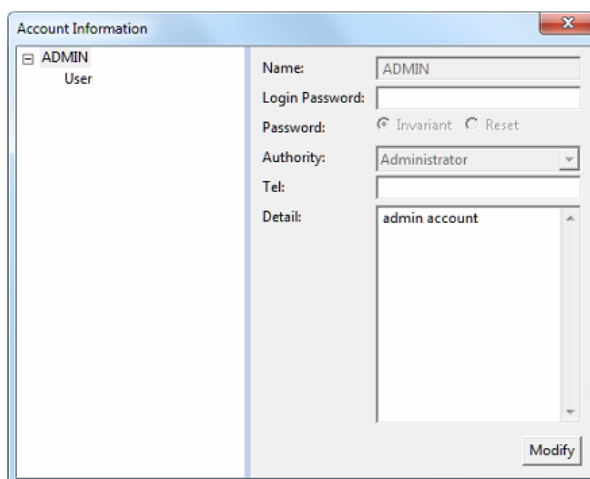 Account Information
ADMIN
User
Name: ADMIN
Login Password:
Password: Invariant Reset
Authority: Administrator
Tel:
Detail: admin account
Modify